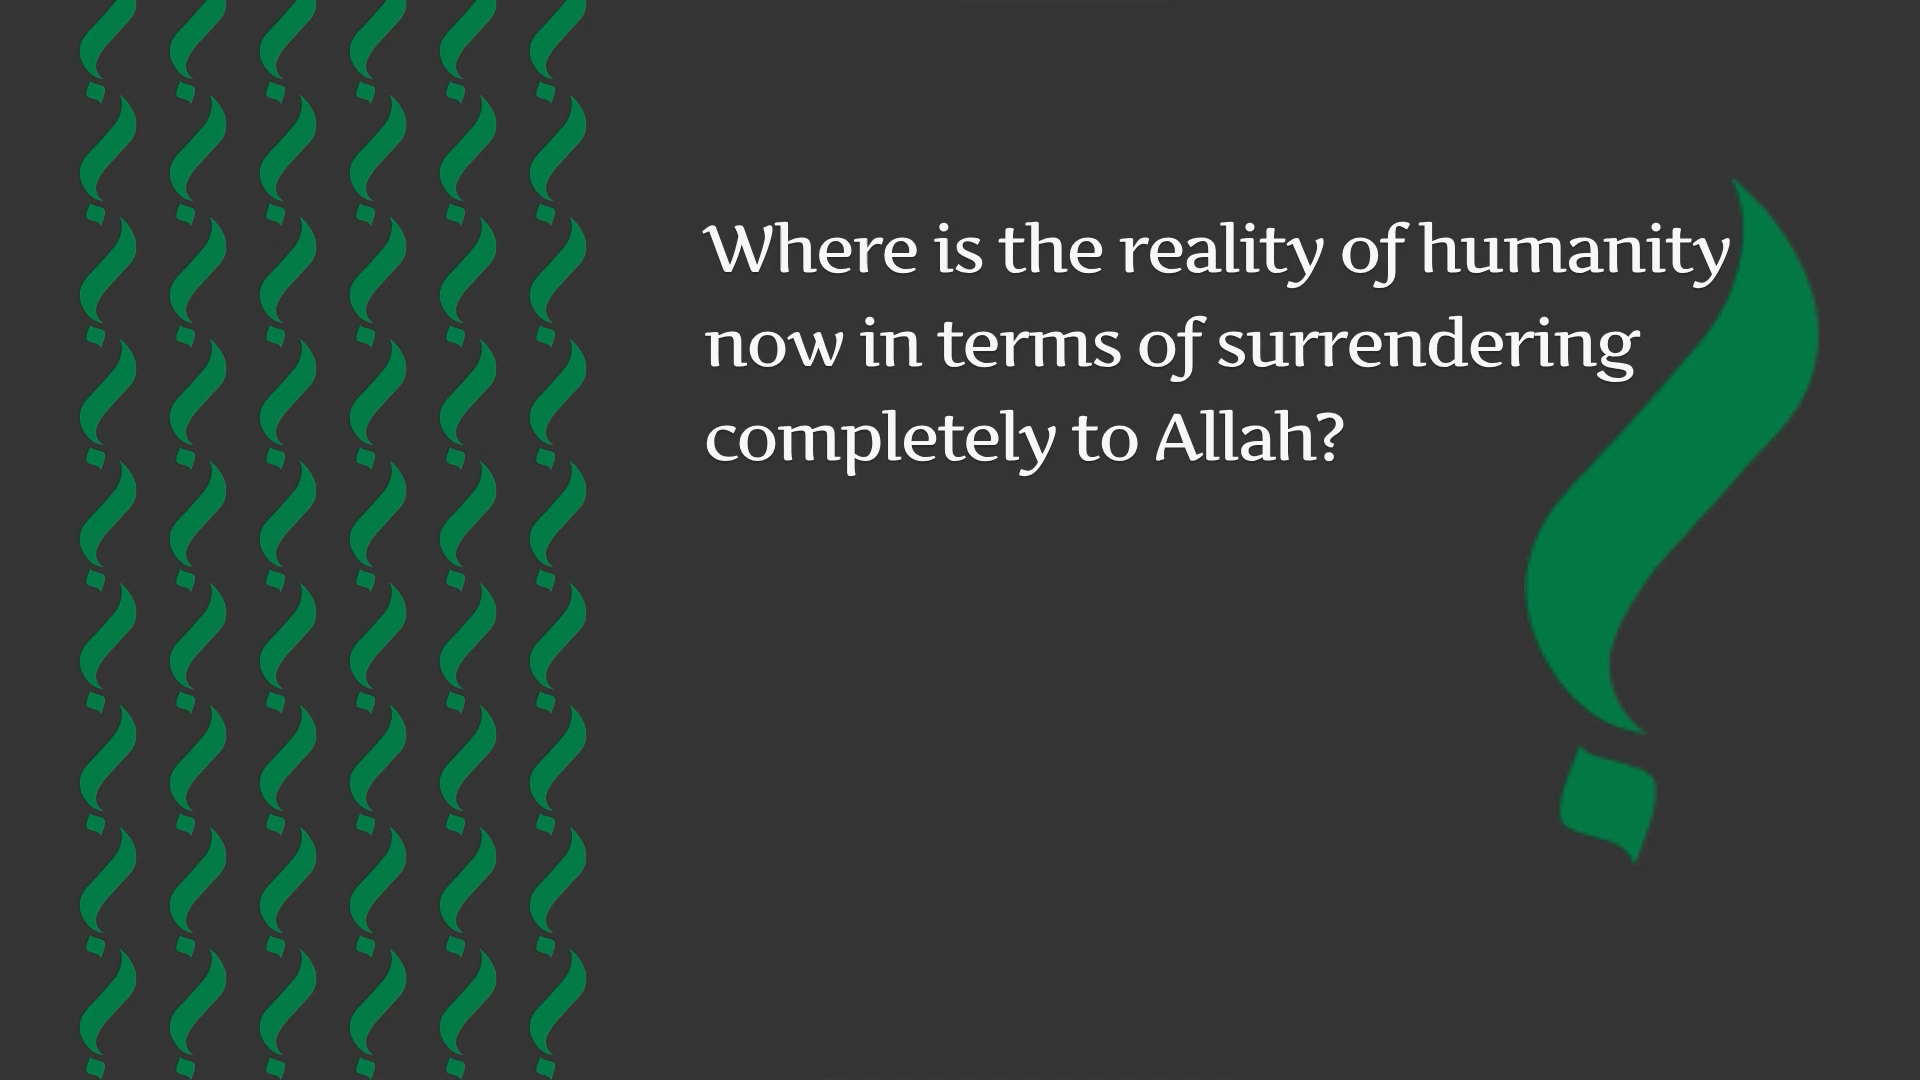 Where is the reality of humanity
now in terms of surrendering
completely to Allah?